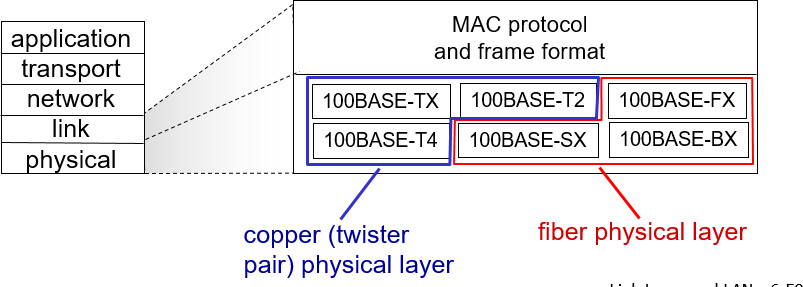 application
transport
network
link
physical
MAC protocol
and frame format
100BASE-TX
100BASE-T2
100BASE-FX
100BASE-T4
100BASE-SX
100BASE-BX
copper (twister
pair) physical layer
fiber physical layer